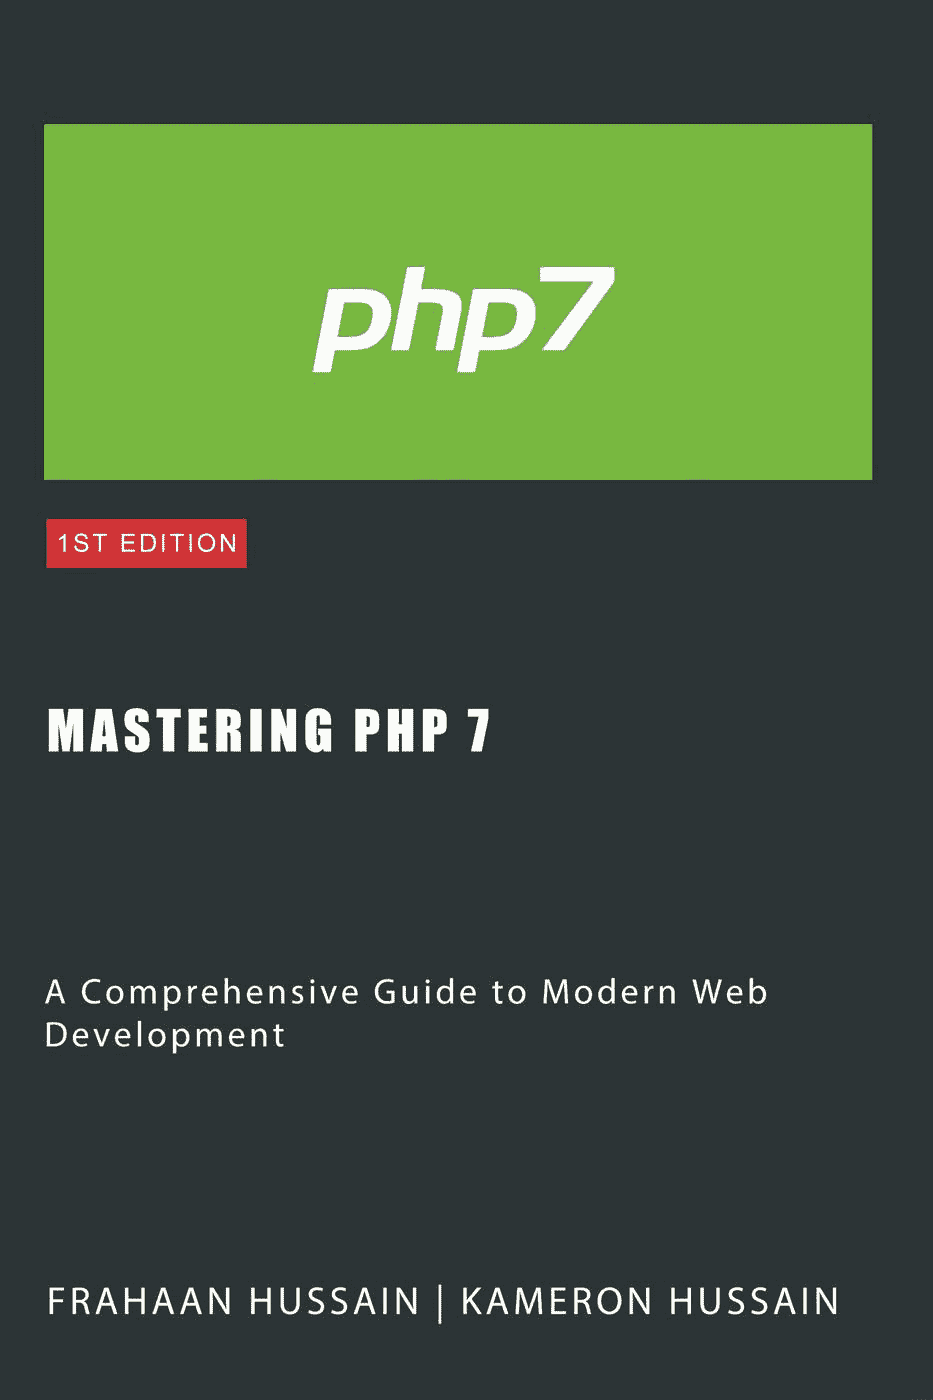 php7
1ST EDITION
MASTERING PHP 7
A Comprehensive Guide to Modern Web
Development
FRAHAAN HUSSAIN | KAMERON HUSSAIN